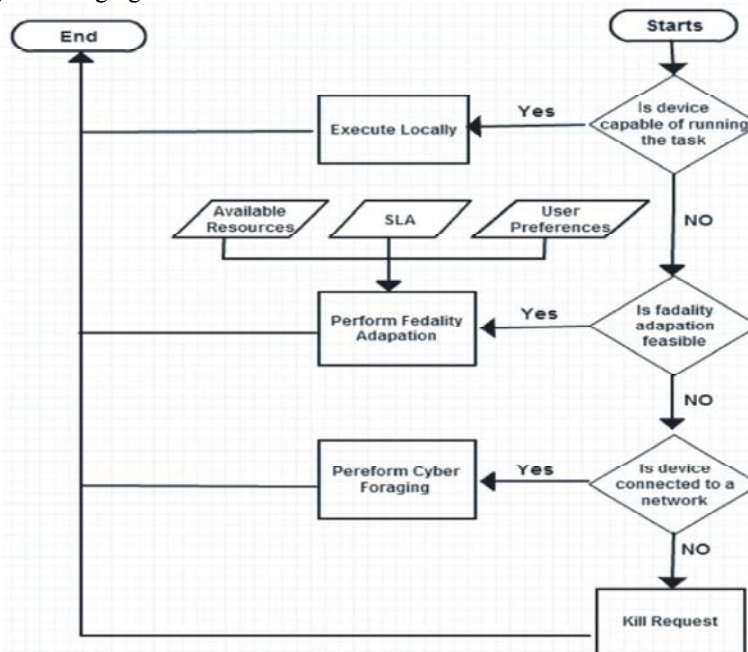 End
Starts
Is device
capable of running
the task
Yes
Execute Locally
NO
Available
Resources
SLA
User
Preferences
Is fadality
adapation
feasible
Yes
Perform Fedality
Adapation
NO
Is device
connected to a
network
Yes
Pereform Cyber
Foraging
NO
Kill Request